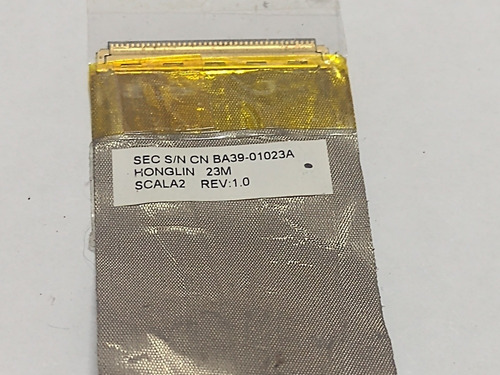 SEC S/N CN BA39-01023A
HONGLIN 23M
SCALA2 REV:1.0